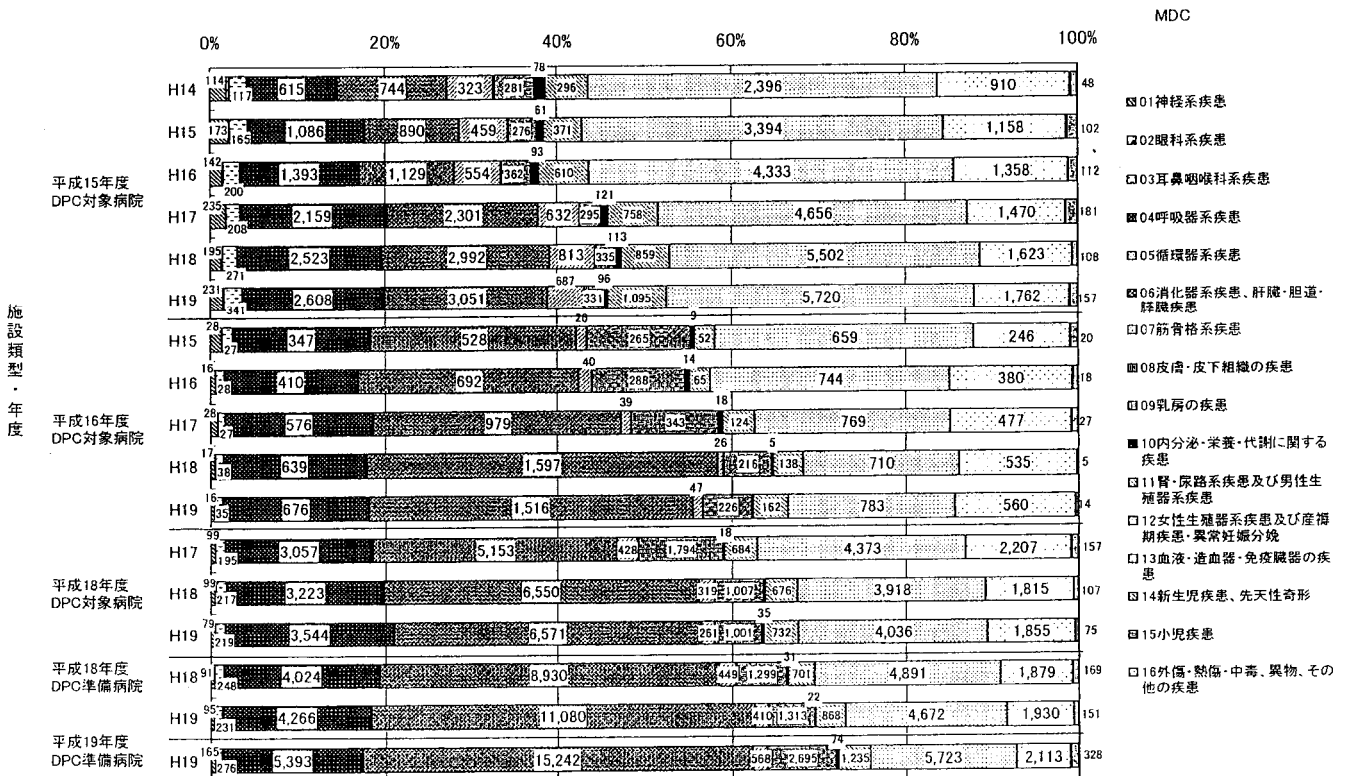 MDC
0% 20% 40% 60% 80% 100%
施設類型・年度
平成15年度
DPC対象病院
H14 114 117 615 744 323 281 78 296 2,396 910 48
H15 173 165 1,086 890 459 276 61 371 3,394 1,158 102
H16 142 200 1,393 1,129 554 362 93 610 4,333 1,358 112
H17 235 208 2,159 2,301 632 295 121 758 4,656 1,470 181
H18 195 271 2,523 2,992 813 335 113 859 5,502 1,623 108
H19 231 341 2,608 3,051 687 331 96 1,095 5,720 1,762 157
平成16年度
DPC対象病院
H15 28 27 347 528 28 265 9 52 659 246 20
H16 16 28 410 692 40 288 14 65 744 380 18
H17 28 27 576 979 39 343 18 124 769 477 27
H18 17 38 639 1,597 26 216 5 138 710 535 5
H19 16 35 676 1,516 47 226 162 783 560 14
平成18年度
DPC対象病院
H17 99 195 3,057 5,153 428 1,794 18 684 4,373 2,207 157
H18 99 217 3,223 6,550 319 1,007 676 3,918 1,815 107
H19 79 219 3,544 6,571 261 1,001 35 732 4,036 1,855 75
平成18年度
DPC準備病院
H18 91 248 4,024 8,930 449 1,299 31 701 4,891 1,879 169
H19 95 231 4,266 11,080 410 1,313 22 868 4,672 1,930 151
平成19年度
DPC準備病院
H19 165 276 5,393 15,242 568 2,695 74 1,235 5,723 2,113 328
01神経系疾患
02眼科系疾患
03耳鼻咽喉科系疾患
04呼吸器系疾患
05循環器系疾患
06消化器系疾患、肝臓・胆道・
膵臓疾患
07筋骨格系疾患
08皮膚・皮下組織の疾患
09乳房の疾患
10内分泌・栄養・代謝に関する
疾患
11腎・尿路系疾患及び男性生
殖器系疾患
12女性生殖器系疾患及び産褥
期疾患・異常妊娠分娩
13血液・造血器・免疫臓器の疾
患
14新生児疾患、先天性奇形
15小児疾患
16外傷・熱傷・中毒、異物、その
他の疾患